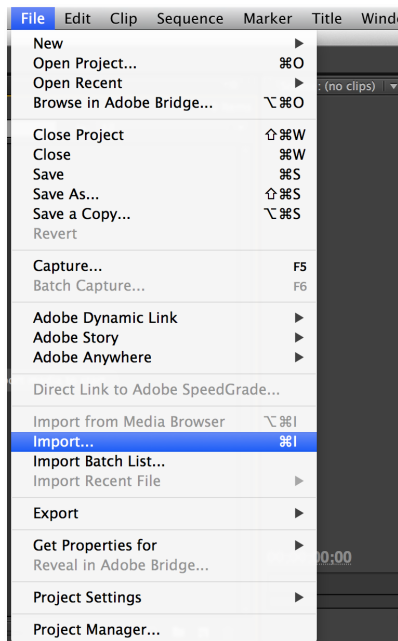 File Edit Clip Sequence Marker Title
New ▶
Open Project... ⌘O
Open Recent ▶
: (no clips)
Browse in Adobe Bridge... ⌥⌘O
Close Project ⇧⌘W
Close ⌘W
Save ⌘S
Save As... ⇧⌘S
Save a Copy... ⌥⌘S
Revert
Capture... F5
Batch Capture... F6
Adobe Dynamic Link ▶
Adobe Story ▶
Adobe Anywhere ▶
Direct Link to Adobe SpeedGrade...
Import from Media Browser ⌥⌘I
Import... ⌘I
Import Batch List...
Import Recent File ▶
Export ▶
Get Properties for ▶
00;00
Reveal in Adobe Bridge...
Project Settings ▶
Project Manager...